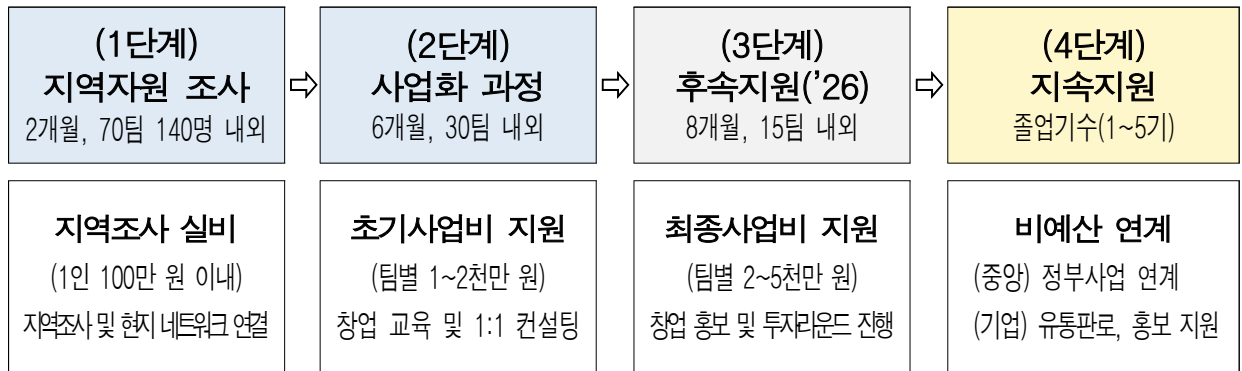 (1단계)
지역자원 조사
2개월, 70팀 140명 내외
⇨
(2단계)
사업화 과정
6개월, 30팀 내외
⇨
(3단계)
후속지원('26)
8개월, 15팀 내외
⇨
(4단계)
지속지원
졸업기수(1~5기)
지역조사 실비
(1인 100만 원 이내)
지역조사 및 현지 네트워크 연결
초기사업비 지원
(팀별 1~2천만 원)
창업 교육 및 1:1 컨설팅
최종사업비 지원
(팀별 2~5천만 원)
창업 홍보 및 투자라운드 진행
비예산 연계
(중앙) 정부사업 연계
(기업) 유통판로, 홍보 지원